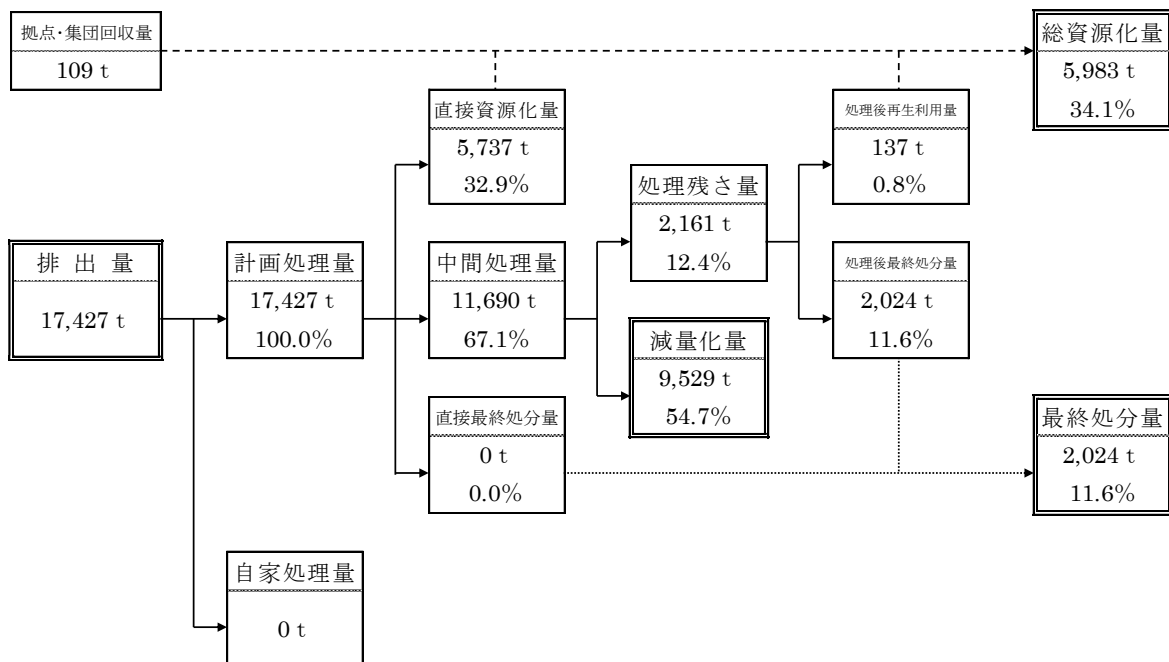 拠点・集団回収量
109 t
総資源化量
5,983 t
34.1%
直接資源化量
5,737 t
32.9%
処理後再生利用量
137 t
0.8%
処理残さ量
2,161 t
12.4%
排出量
17,427 t
計画処理量
17,427 t
100.0%
中間処理量
11,690 t
67.1%
処理後最終処分量
2,024 t
11.6%
減量化量
9,529 t
54.7%
直接最終処分量
0 t
0.0%
最終処分量
2,024 t
11.6%
自家処理量
0 t